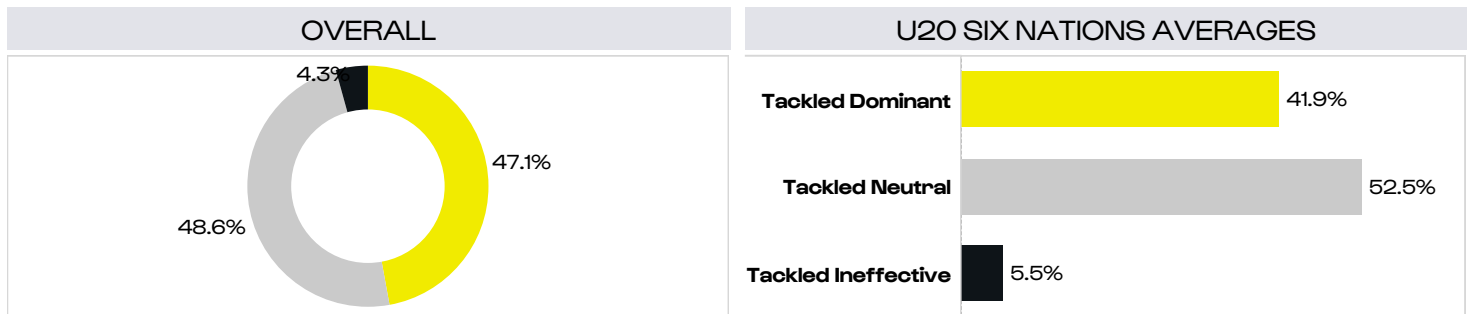 OVERALL
4.3%
47.1%
48.6%
U20 SIX NATIONS AVERAGES
Tackled Dominant 41.9%
Tackled Neutral 52.5%
Tackled Ineffective 5.5%